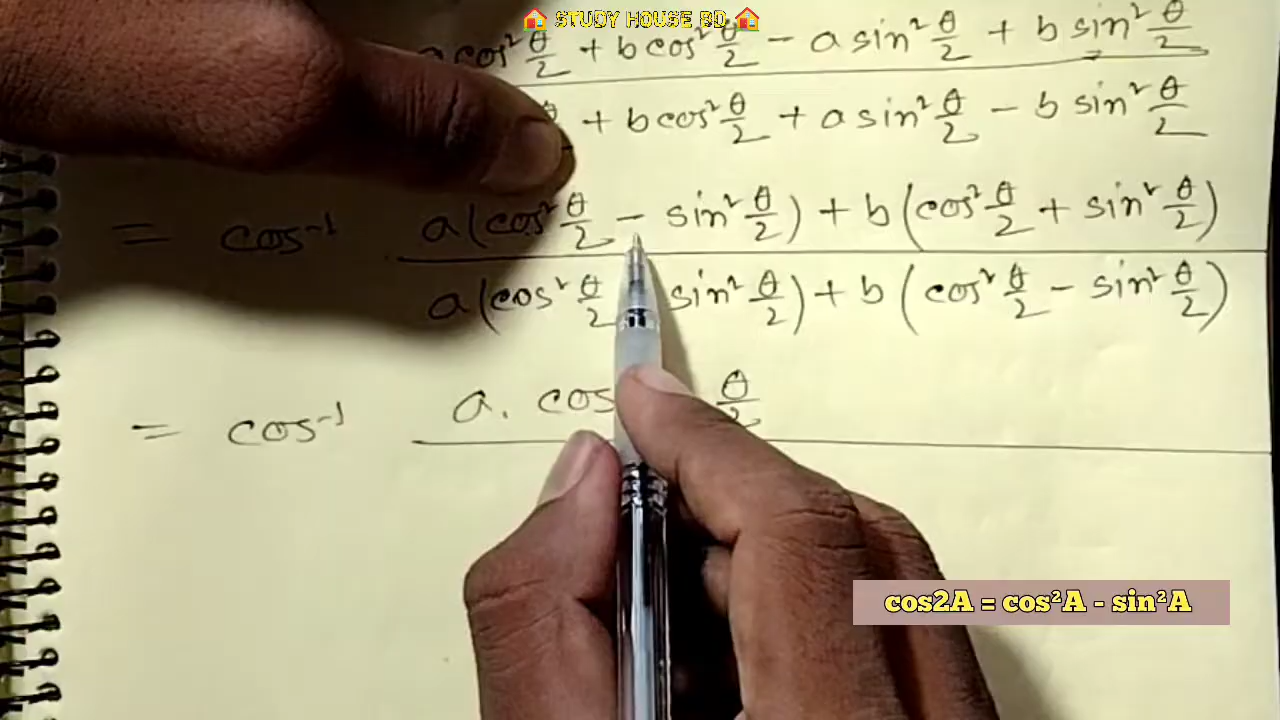 🏠 STUDY HOUSE BD 🏠
a cos² θ/2 + b cos² θ/2 - a sin² θ/2 + b sin² θ/2
+ b cos² θ/2 + a sin² θ/2 - b sin² θ/2
= cos⁻¹ a(cos² θ/2 - sin² θ/2) + b(cos² θ/2 + sin² θ/2)
a(cos² θ/2 sin² θ/2) + b(cos² θ/2 - sin² θ/2)
= cos⁻¹ a. cos θ/2
cos2A = cos²A - sin²A